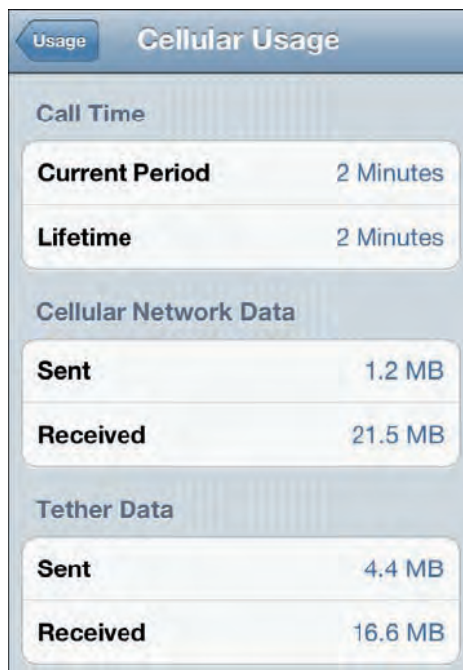 Usage
Cellular Usage
Call Time
Current Period 2 Minutes
Lifetime 2 Minutes
Cellular Network Data
Sent 1.2 MB
Received 21.5 MB
Tether Data
Sent 4.4 MB
Received 16.6 MB